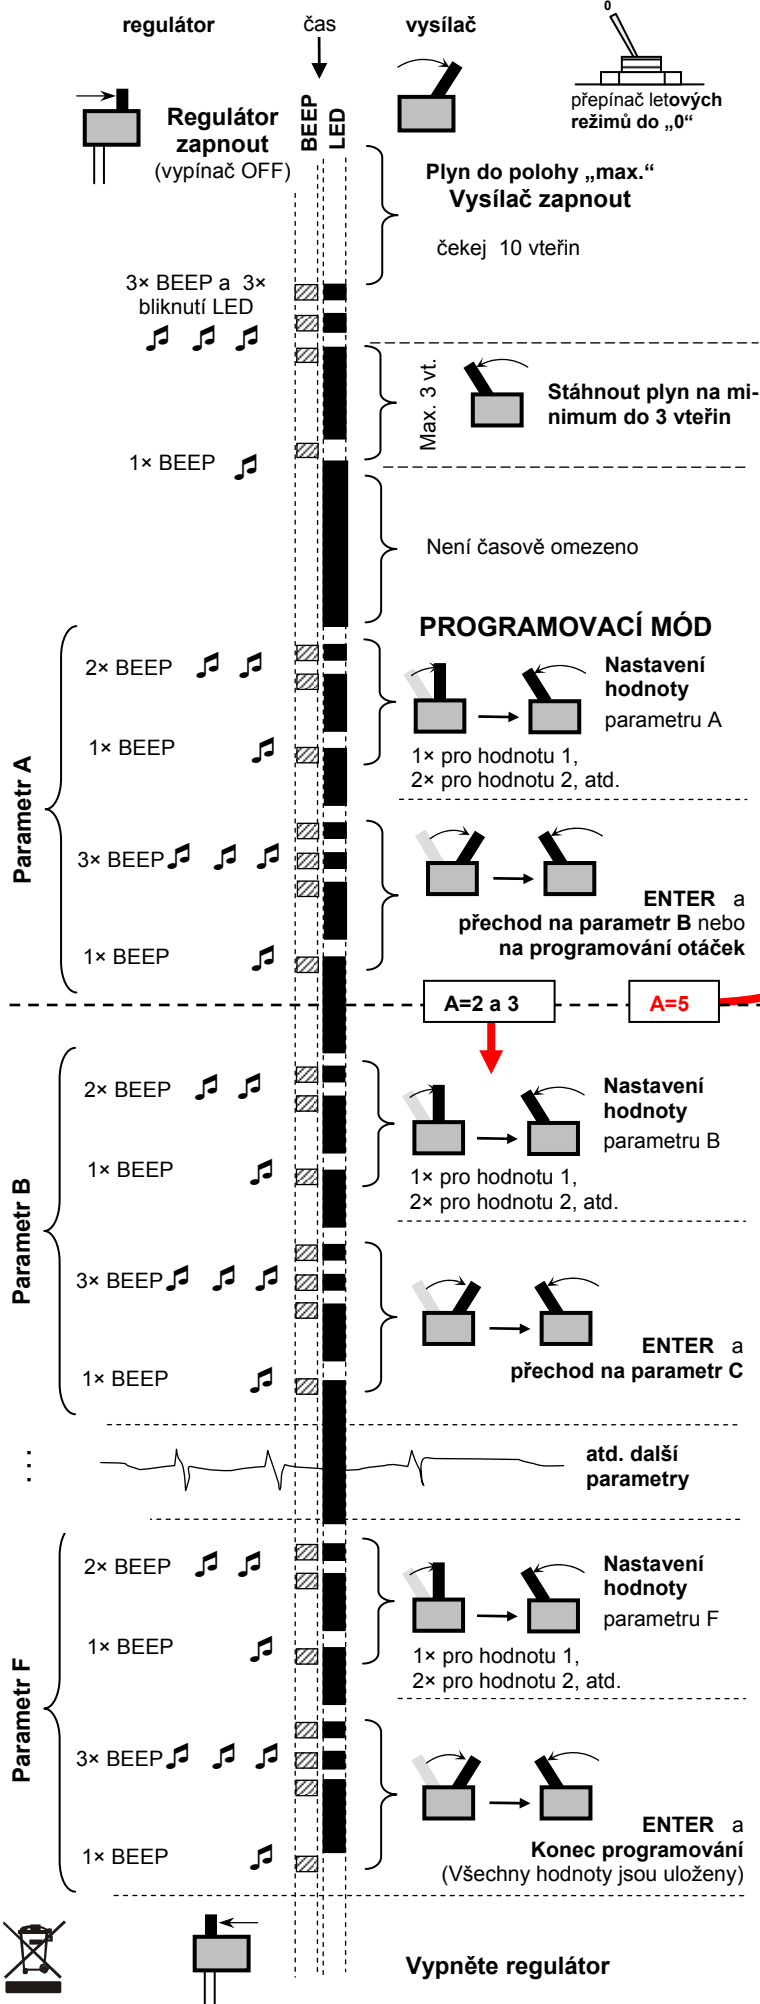 regulátor
čas
vysílač
0
přepínač letových
režimů do „0“
Regulátor
zapnout
(vypínač OFF)
BEEP
LED
Plyn do polohy „max.“
Vysílač zapnout
čekej 10 vteřin
3× BEEP a 3×
bliknutí LED
Max. 3 vt.
Stáhnout plyn na mi-
nimum do 3 vteřin
1× BEEP
Není časově omezeno
PROGRAMOVACÍ MÓD
Parametr A
2× BEEP
Nastavení
hodnoty
parametru A
1× BEEP
1× pro hodnotu 1,
2× pro hodnotu 2, atd.
3× BEEP
ENTER a
přechod na parametr B nebo
na programování otáček
1× BEEP
A=2 a 3
A=5
Parametr B
2× BEEP
Nastavení
hodnoty
parametru B
1× BEEP
1× pro hodnotu 1,
2× pro hodnotu 2, atd.
3× BEEP
ENTER a
přechod na parametr C
1× BEEP
...
atd. další
parametry
Parametr F
2× BEEP
Nastavení
hodnoty
parametru F
1× BEEP
1× pro hodnotu 1,
2× pro hodnotu 2, atd.
3× BEEP
ENTER a
Konec programování
(Všechny hodnoty jsou uloženy)
1× BEEP
Vypněte regulátor